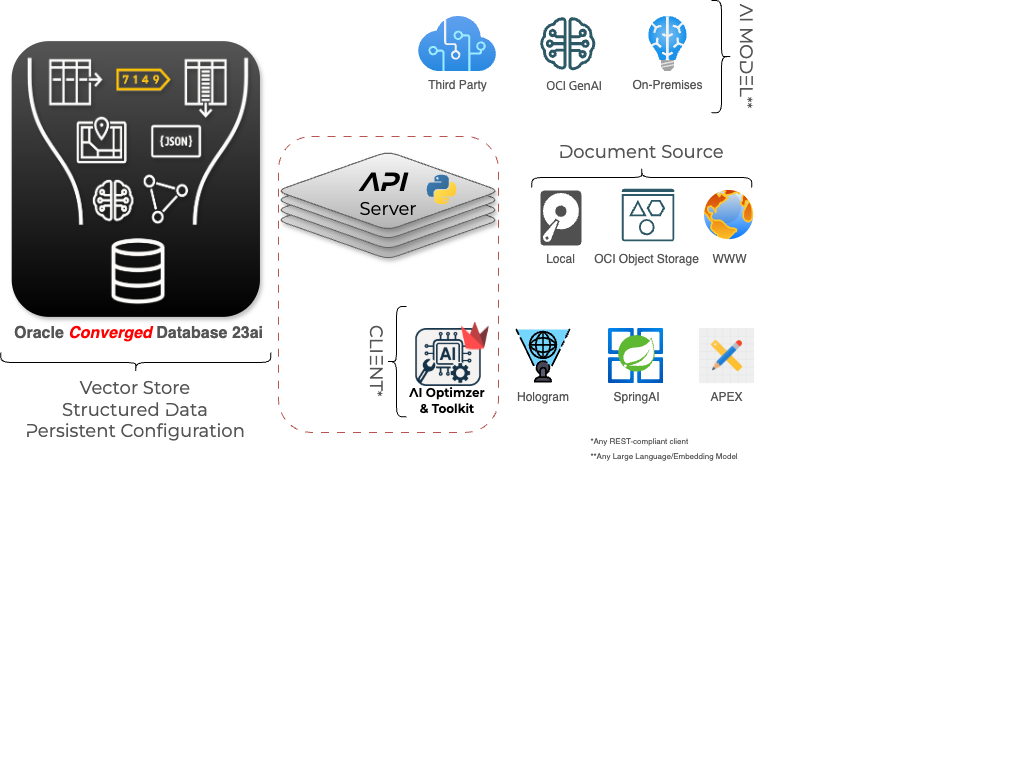 Third Party
OCI GenAI
On-Premises
AI MODEL**
7149
{JSON}
Oracle Converged Database 23ai
Vector Store
Structured Data
Persistent Configuration
API
Server
Document Source
Local
OCI Object Storage
WWW
CLIENT*
AI
AI Optimzer
& Toolkit
Hologram
SpringAI
APEX
*Any REST-compliant client
**Any Large Language/Embedding Model